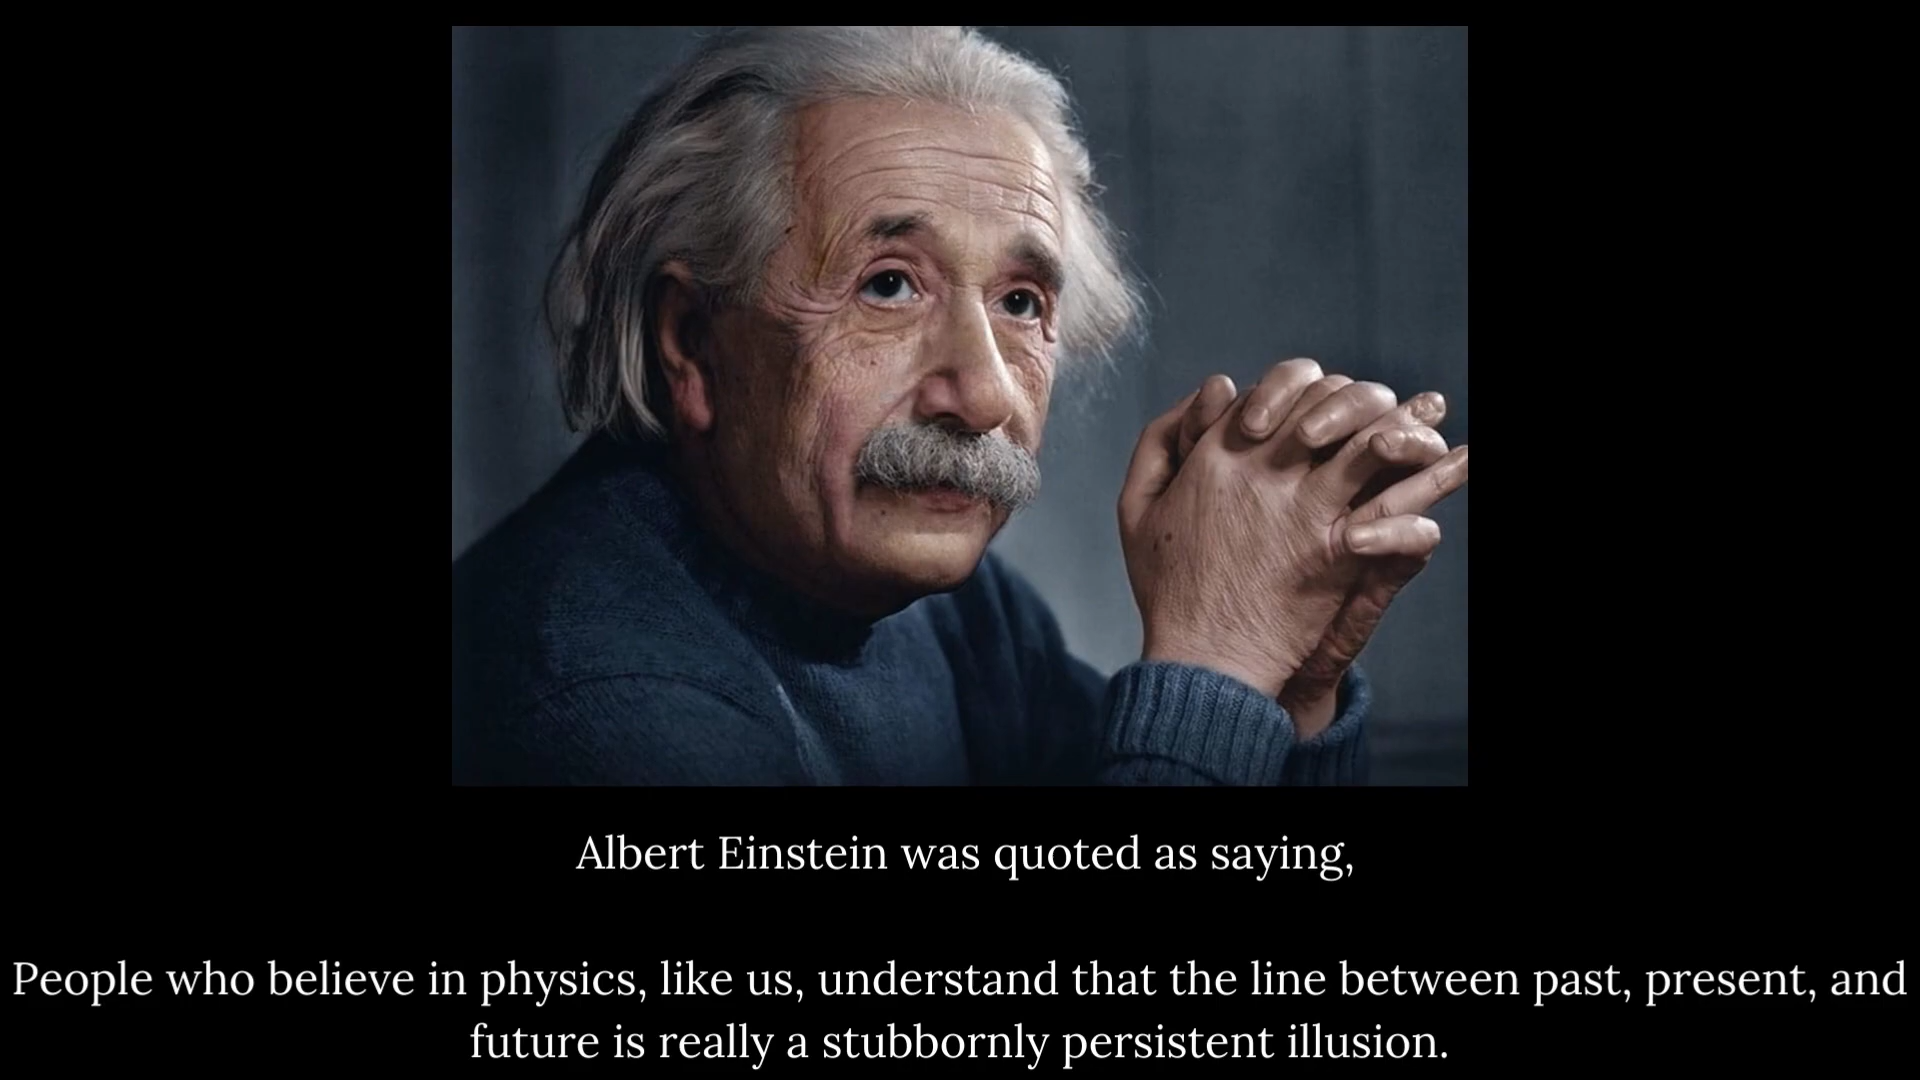 Albert Einstein was quoted as saying,
People who believe in physics, like us, understand that the line between past, present, and
future is really a stubbornly persistent illusion.